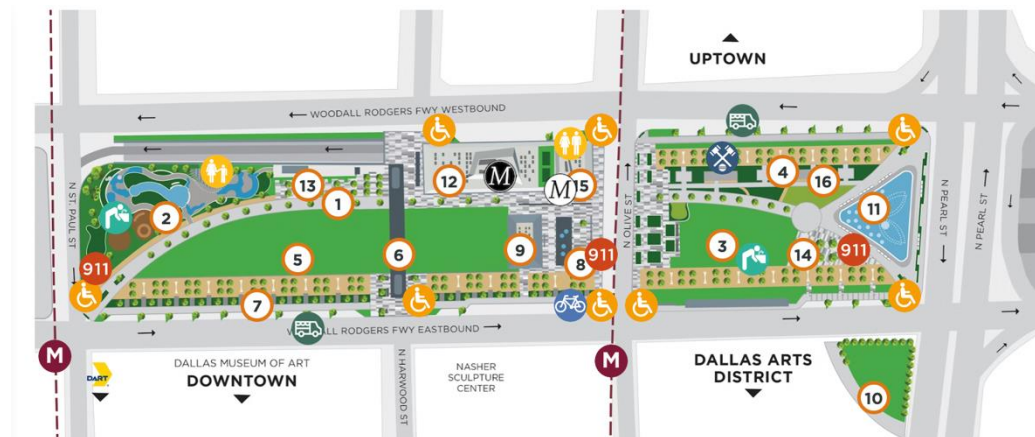 UPTOWN
WOODALL RODGERS FWY WESTBOUND
N ST. PAUL ST
N OLIVE ST
N PEARL ST
N PEARL ST
13
1
2
12
M
M
15
4
16
11
911
5
6
9
8
911
3
14
911
7
W DALL RODGERS FWY EASTBOUND
M
M
DART
DALLAS MUSEUM OF ART
DOWNTOWN
N HARWOOD ST
NASHER
SCULPTURE
CENTER
DALLAS ARTS
DISTRICT
10